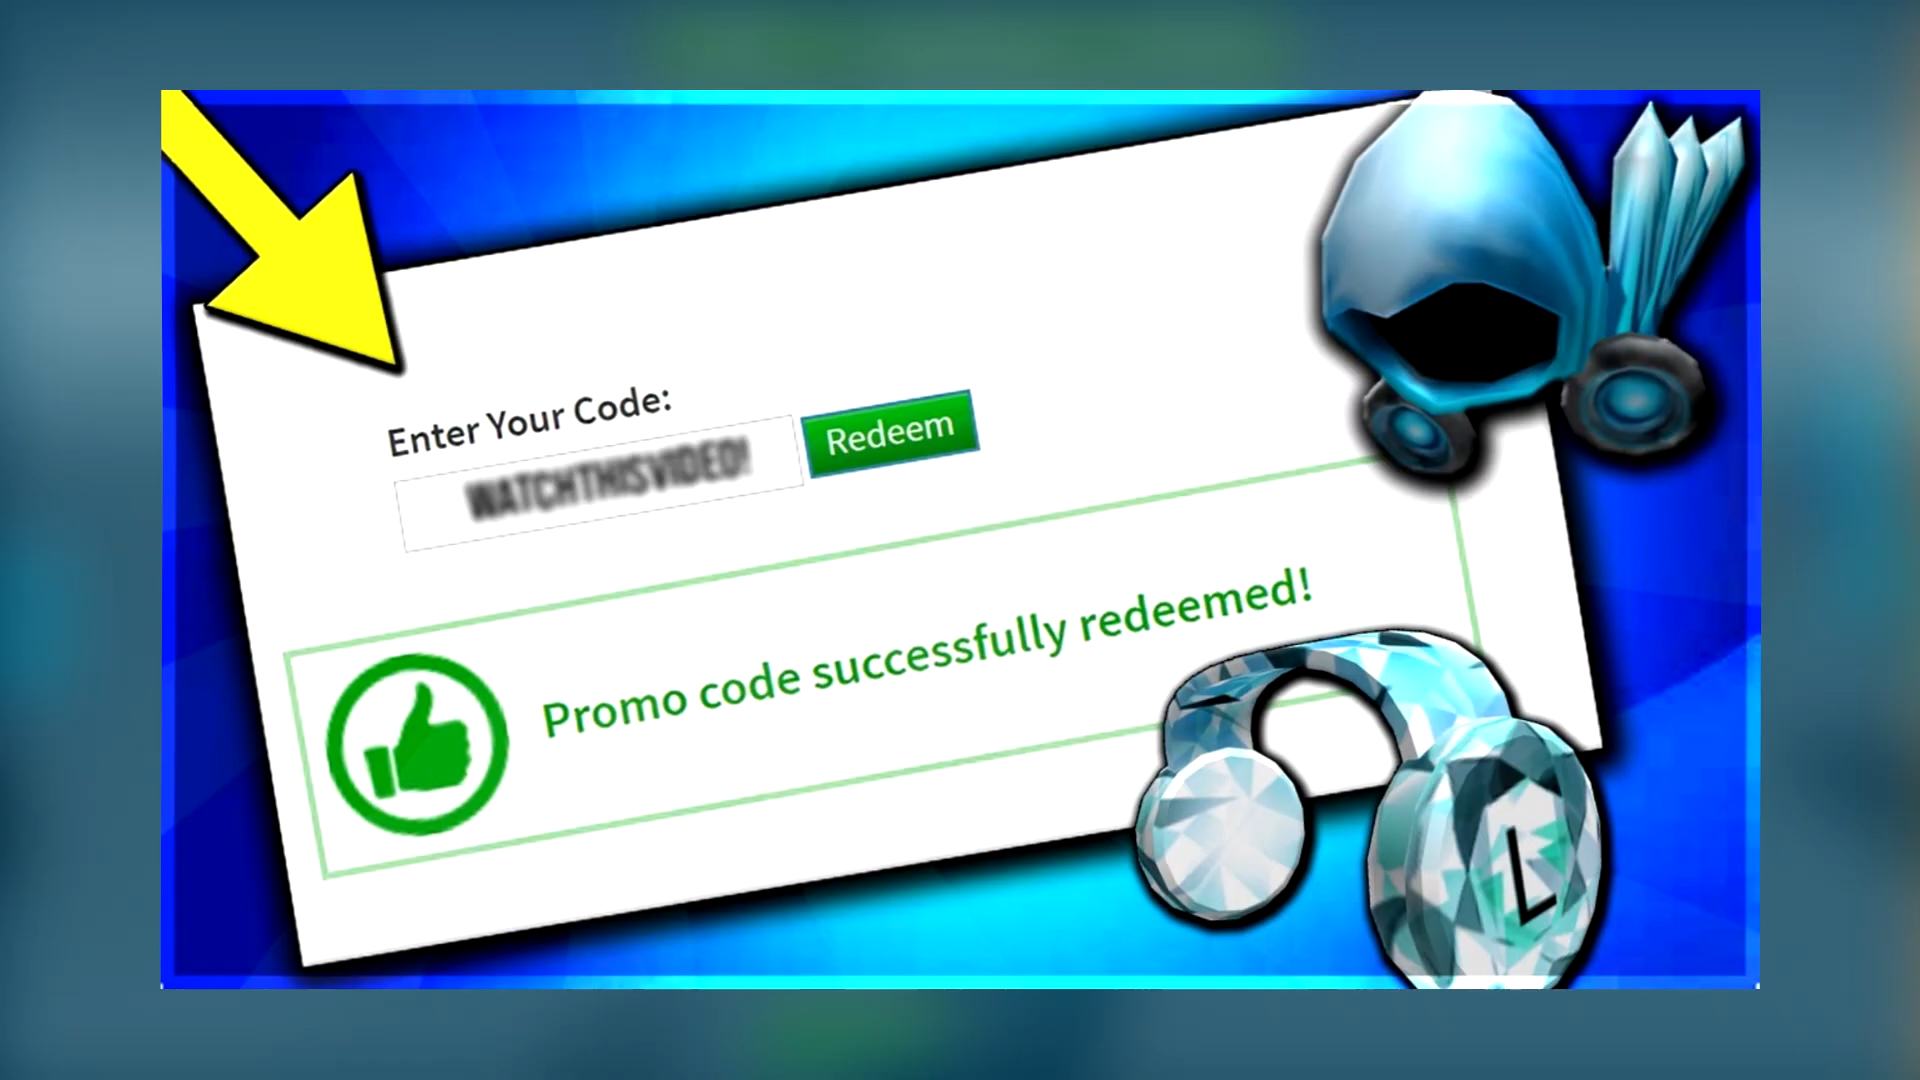 Enter Your Code:
WATCHTHISVIDEO!
Redeem
Promo code successfully redeemed!
L